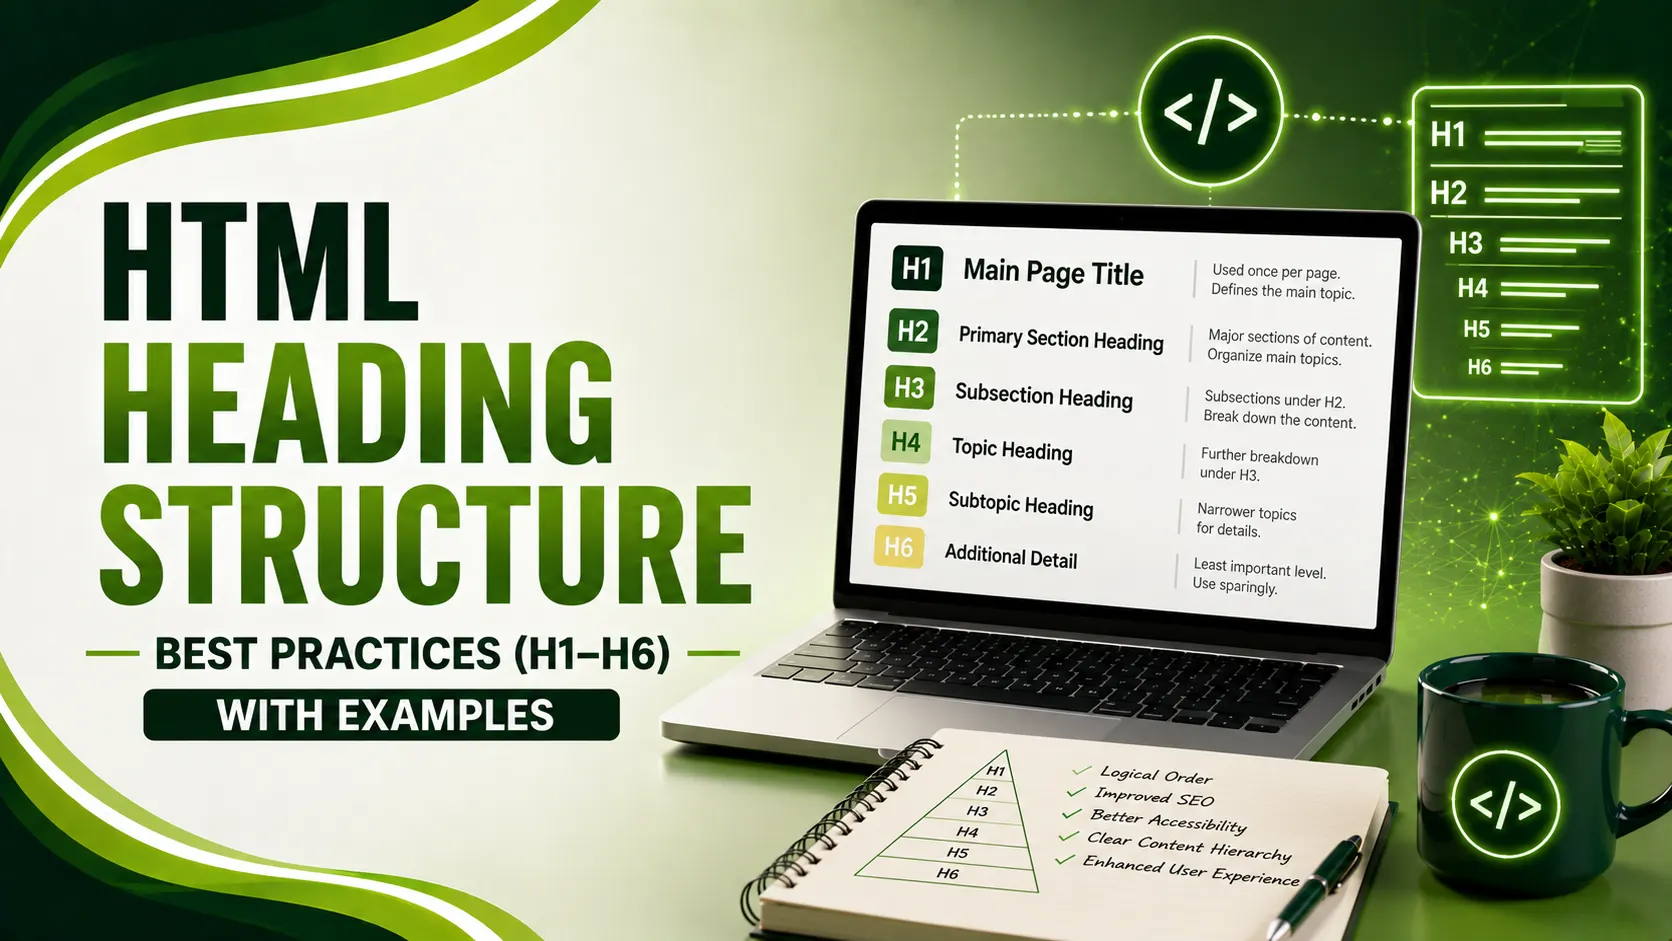 HTML
HEADING
STRUCTURE
BEST PRACTICES (H1–H6)
WITH EXAMPLES
</>
H1
H2
H3
H4
H5
H6
H1 Main Page Title
Used once per page.
Defines the main topic.
H2 Primary Section Heading
Major sections of content.
Organize main topics.
H3 Subsection Heading
Subsections under H2.
Break down the content.
H4 Topic Heading
Further breakdown
under H3.
H5 Subtopic Heading
Narrower topics
for details.
H6 Additional Detail
Least important level.
Use sparingly.
H1
H2
H3
H4
H5
H6
Logical Order
Improved SEO
Better Accessibility
Clear Content Hierarchy
Enhanced User Experience
</>